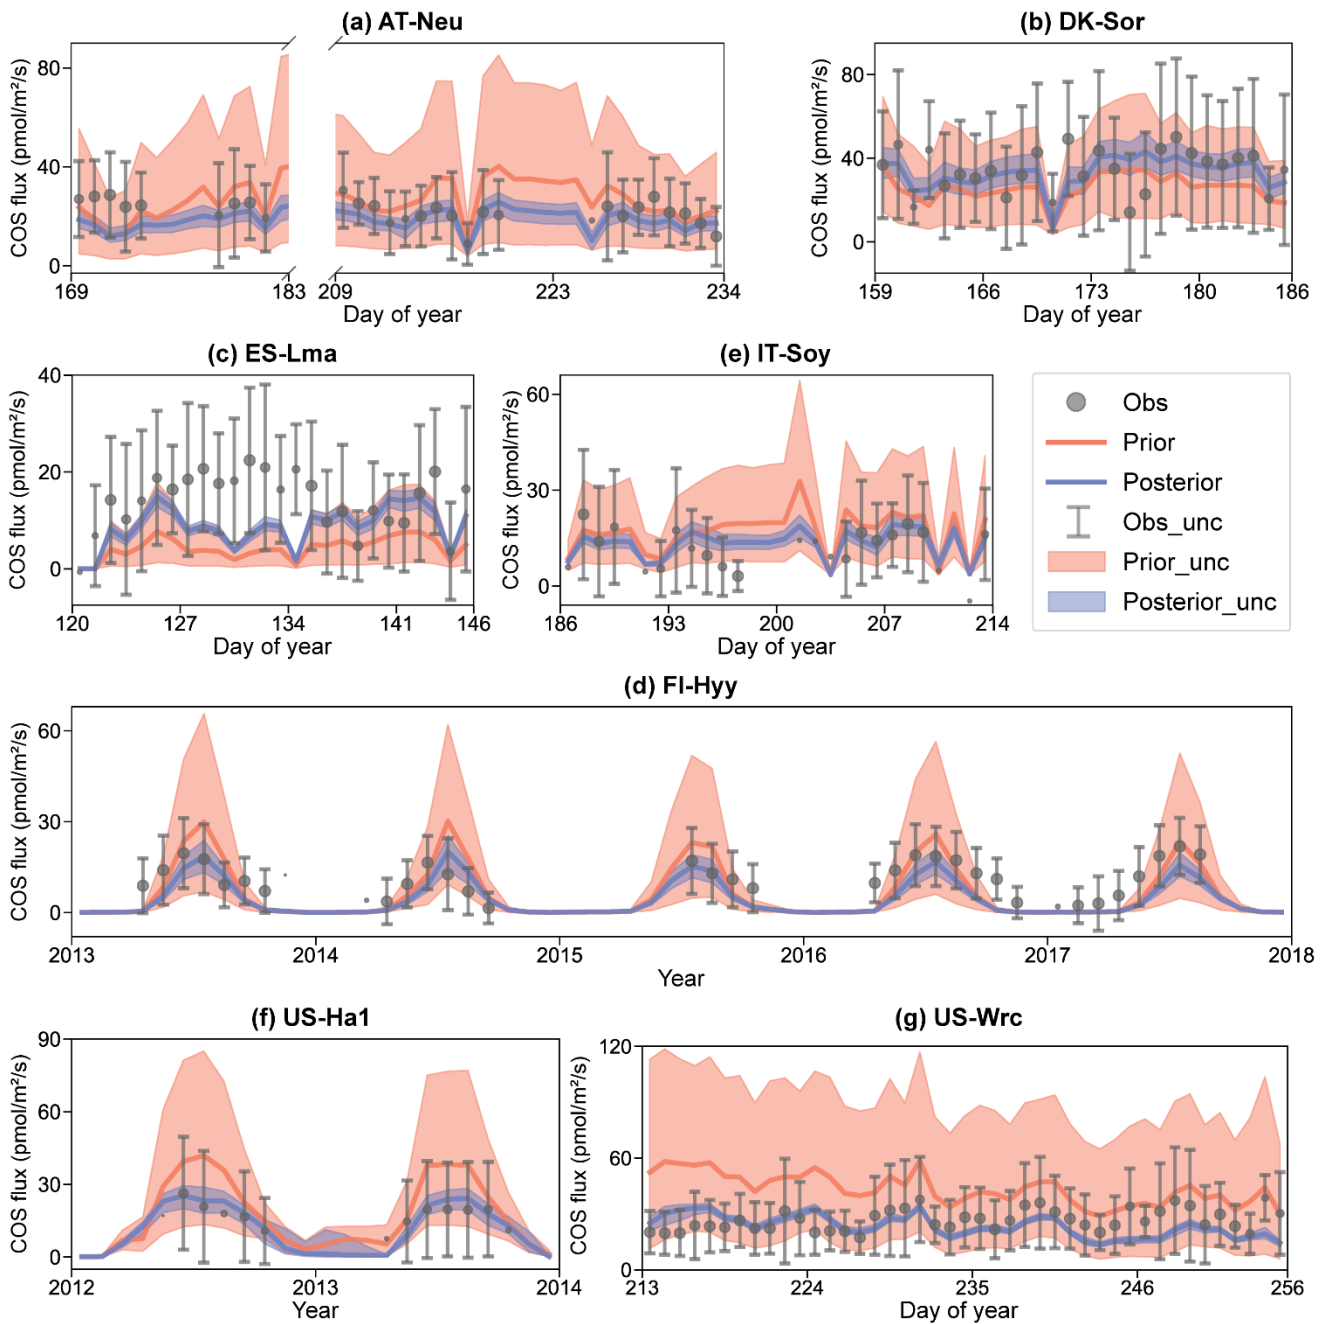 (a) AT-Neu
COS flux (pmol/m²/s)
80
40
0
169
183
209
223
234
Day of year
(b) DK-Sor
COS flux (pmol/m²/s)
80
40
0
159
166
173
180
186
Day of year
(c) ES-Lma
COS flux (pmol/m²/s)
40
20
0
120
127
134
141
146
Day of year
(e) IT-Soy
COS flux (pmol/m²/s)
60
30
0
186
193
200
207
214
Day of year
Obs
Prior
Posterior
Obs_unc
Prior_unc
Posterior_unc
(d) FI-Hyy
COS flux (pmol/m²/s)
60
30
0
2013
2014
2015
2016
2017
2018
Year
(f) US-Ha1
COS flux (pmol/m²/s)
90
60
30
0
2012
2013
2014
Year
(g) US-Wrc
COS flux (pmol/m²/s)
120
60
0
213
224
235
246
256
Day of year